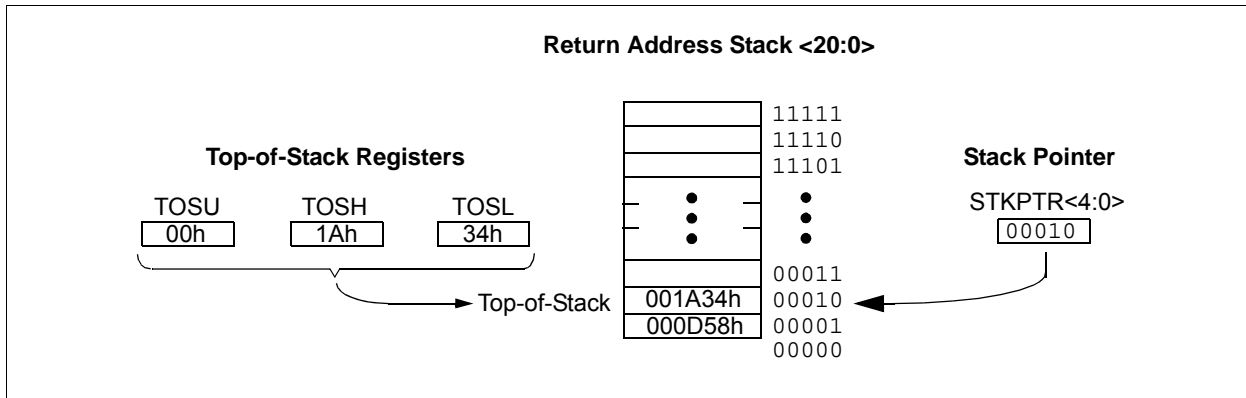 Return Address Stack <20:0>
11111
11110
11101
Top-of-Stack Registers
Stack Pointer
TOSU TOSH TOSL
00h 1Ah 34h
STKPTR<4:0>
00010
00011
Top-of-Stack 001A34h 00010
000D58h 00001
00000